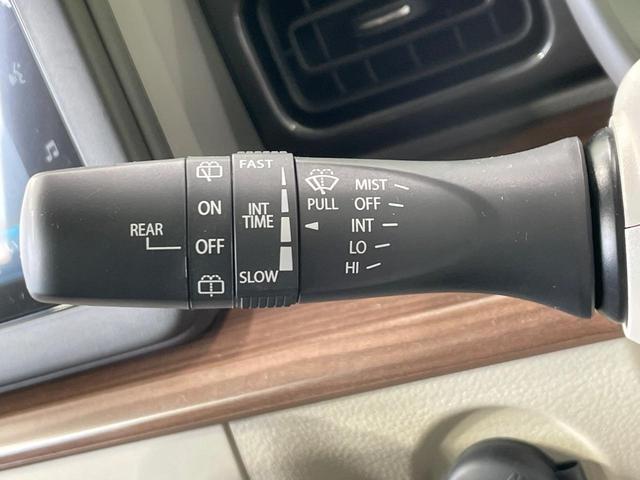 REAR
ON
OFF
FAST
INT
TIME
SLOW
PULL
MIST
OFF
INT
LO
HI